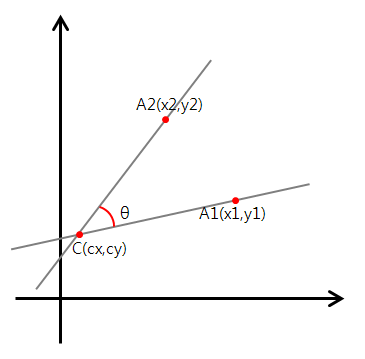 A2(x2,y2)
θ
A1(x1,y1)
C(cx,cy)